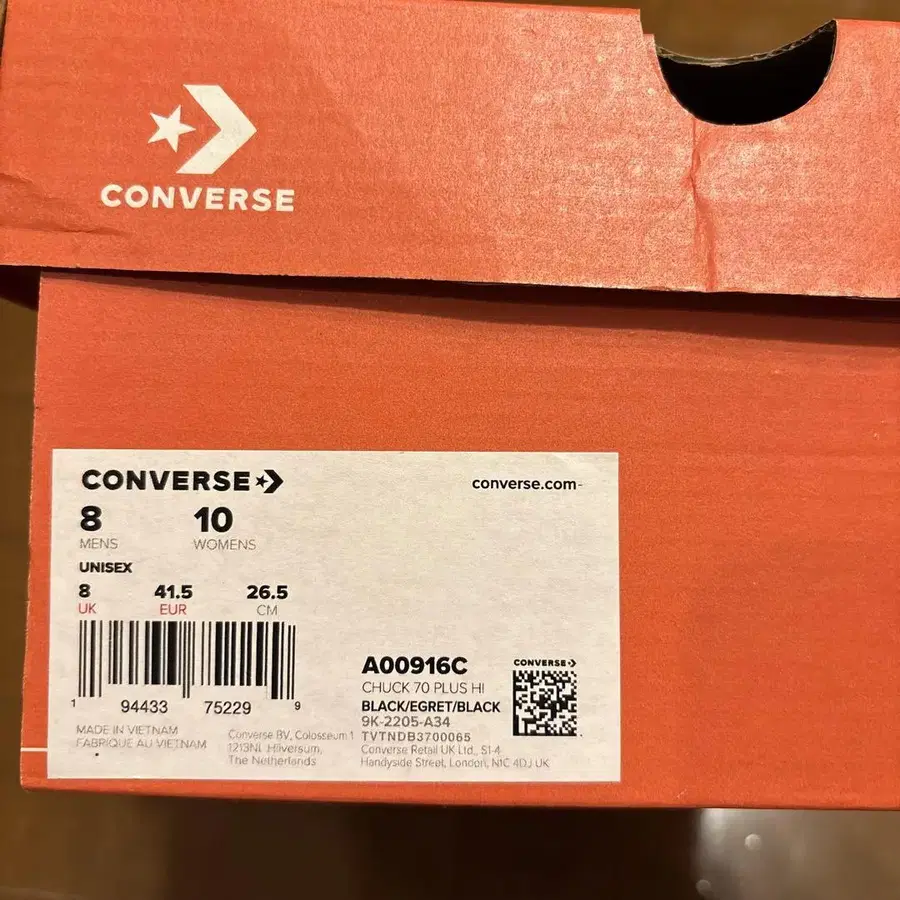 CONVERSE
CONVERSE
converse.com
8 10
MENS WOMENS
UNISEX
8 41.5 26.5
UK EUR CM
1 94433 75229 9
MADE IN VIETNAM
FABRIQUE AU VIETNAM
Converse BV, Colosseum 1
1213NL Hilversum,
The Netherlands
A00916C
CHUCK 70 PLUS HI
BLACK/EGRET/BLACK
9K-2205-A34
TVTNDB3700065
Converse Retail UK Ltd., S1-4
Handyside Street, London, N1C 4DJ UK
CONVERSE